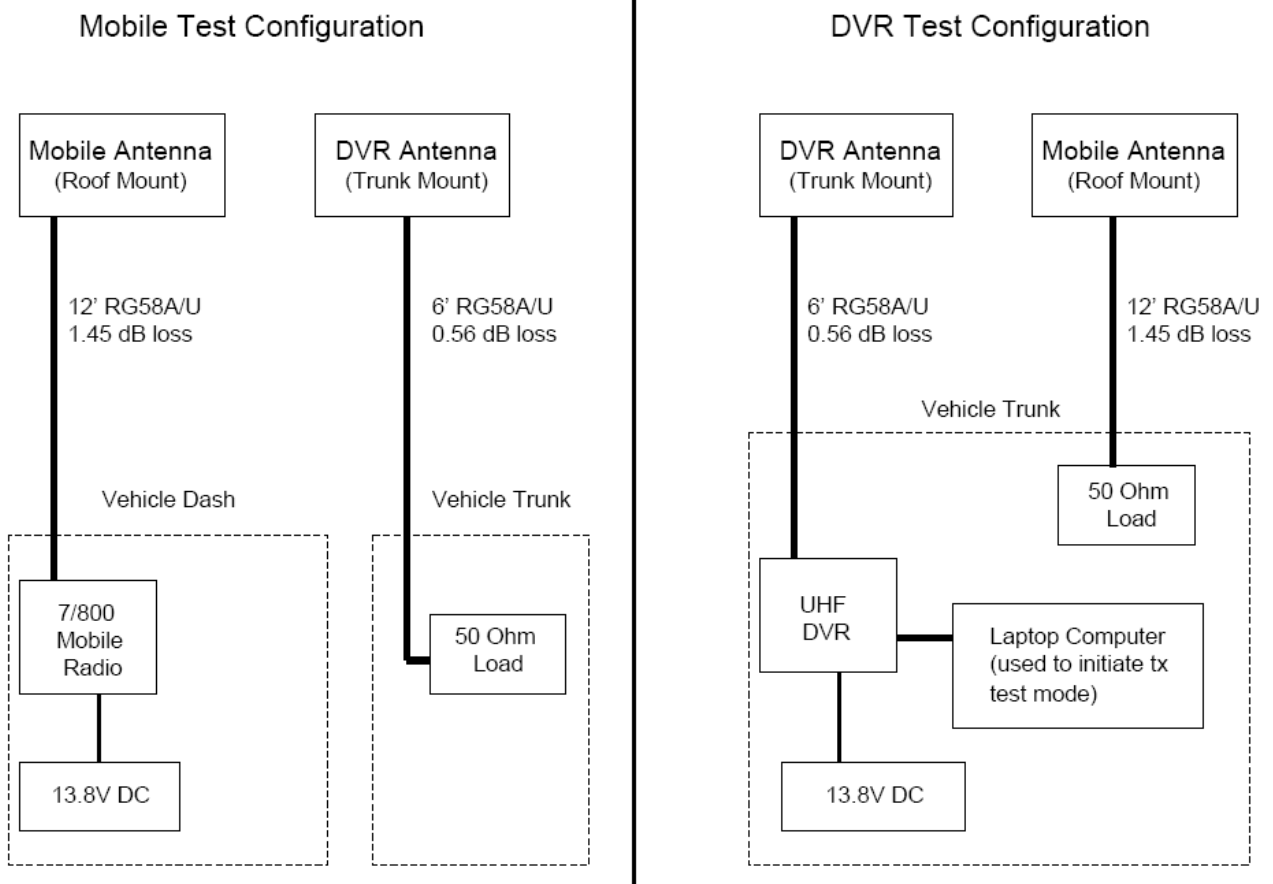 Mobile Test Configuration
Mobile Antenna
(Roof Mount)
DVR Antenna
(Trunk Mount)
12’ RG58A/U
1.45 dB loss
6’ RG58A/U
0.56 dB loss
Vehicle Dash
Vehicle Trunk
7/800
Mobile
Radio
50 Ohm
Load
13.8V DC
DVR Test Configuration
DVR Antenna
(Trunk Mount)
Mobile Antenna
(Roof Mount)
6’ RG58A/U
0.56 dB loss
12’ RG58A/U
1.45 dB loss
Vehicle Trunk
50 Ohm
Load
UHF
DVR
Laptop Computer
(used to initiate tx
test mode)
13.8V DC